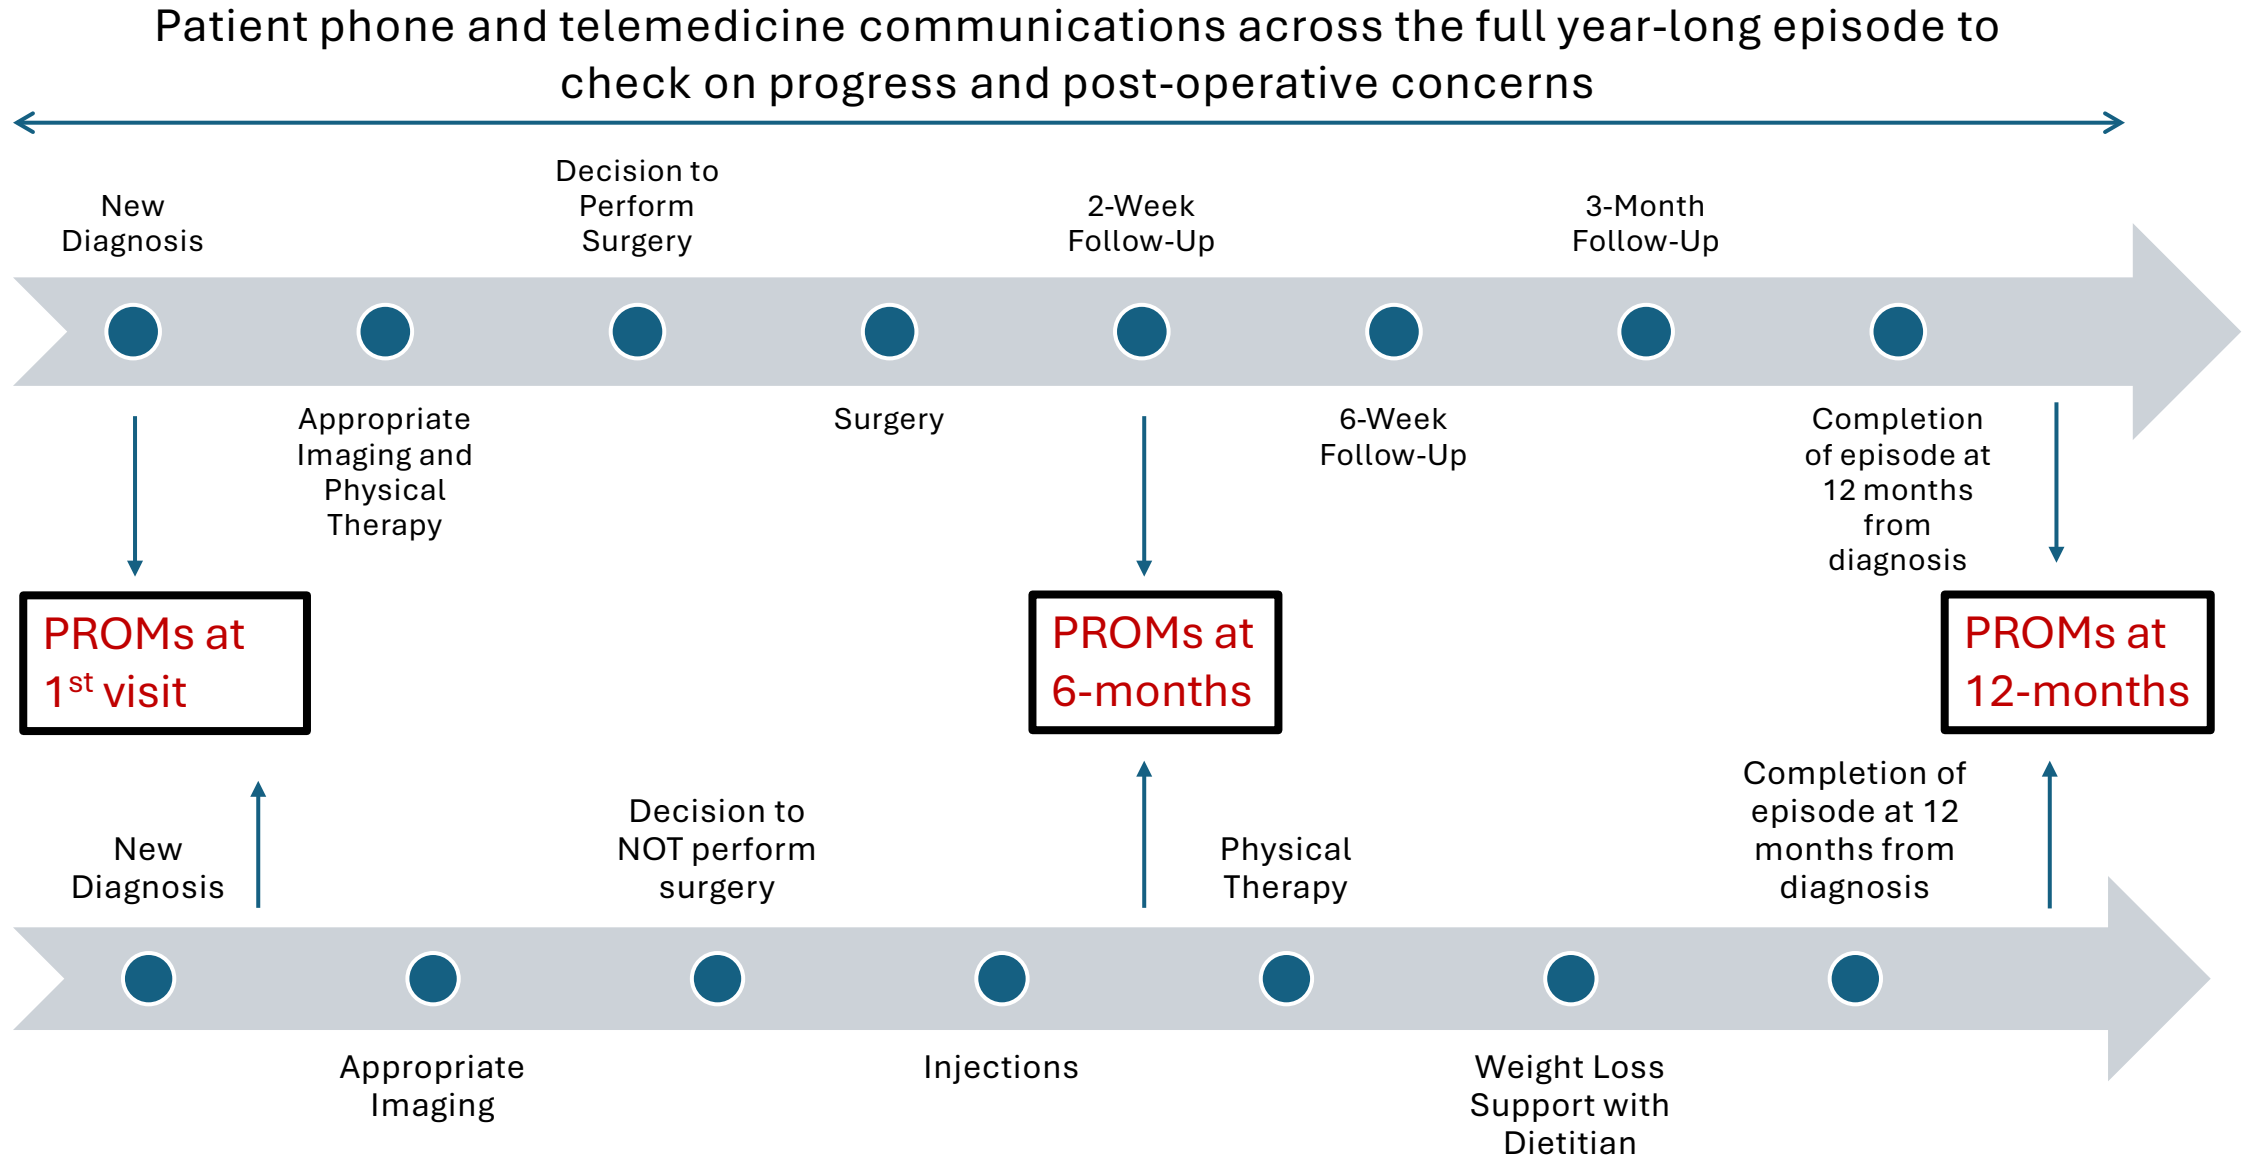 Patient phone and telemedicine communications across the full year-long episode to
check on progress and post-operative concerns
New
Diagnosis
Decision to
Perform
Surgery
2-Week
Follow-Up
3-Month
Follow-Up
Appropriate
Imaging and
Physical
Therapy
Surgery
6-Week
Follow-Up
Completion
of episode at
12 months
from
diagnosis
PROMs at
1st visit
PROMs at
6-months
PROMs at
12-months
New
Diagnosis
Decision to
NOT perform
surgery
Physical
Therapy
Completion of
episode at 12
months from
diagnosis
Appropriate
Imaging
Injections
Weight Loss
Support with
Dietitian